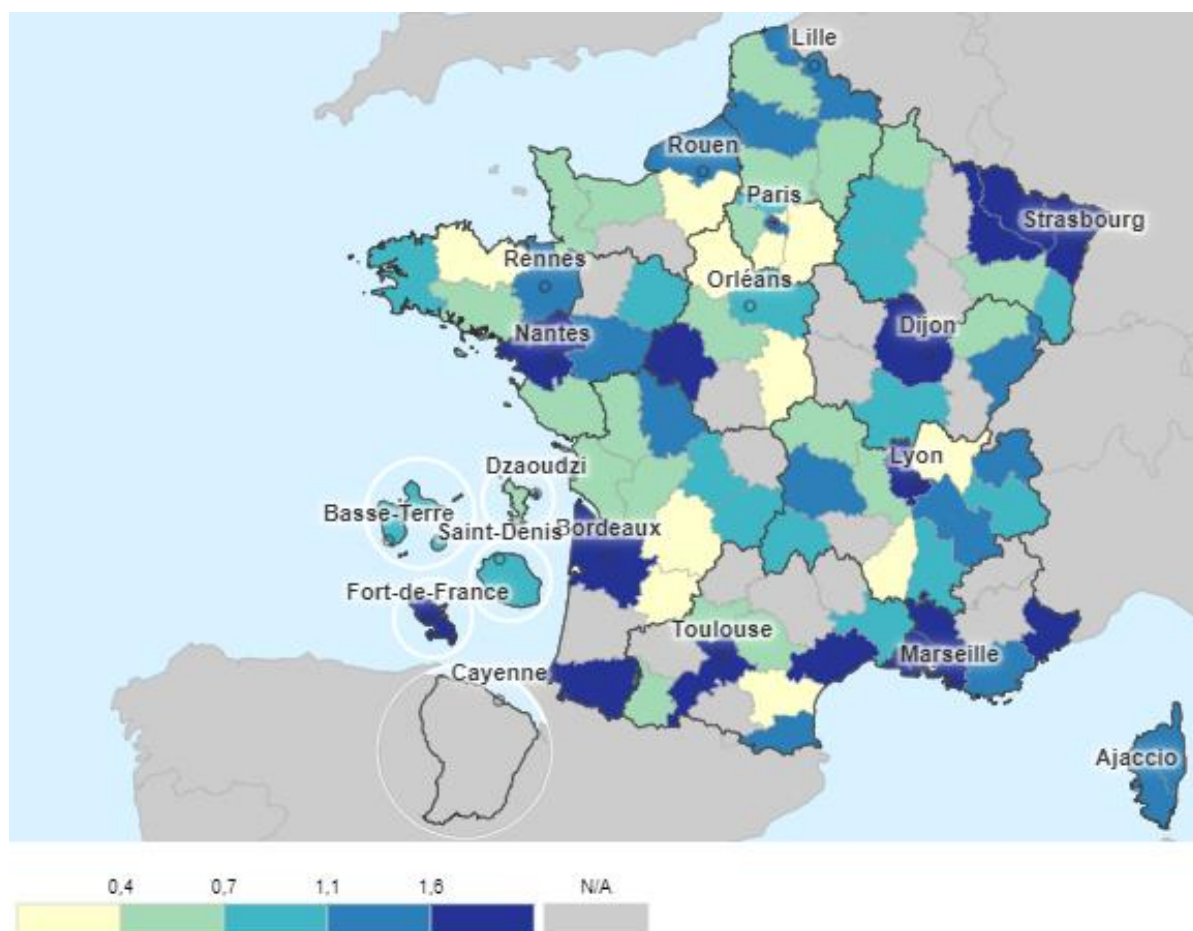 Lille
Rouen
Paris
Strasbourg
Rennes
Orléans
Nantes
Dijon
Lyon
Dzaoudzi
Basse-Terre
Saint-Denis
Bordeaux
Fort-de-France
Toulouse
Marseille
Cayenne
Ajaccio
0,4 0,7 1,1 1,6 N/A